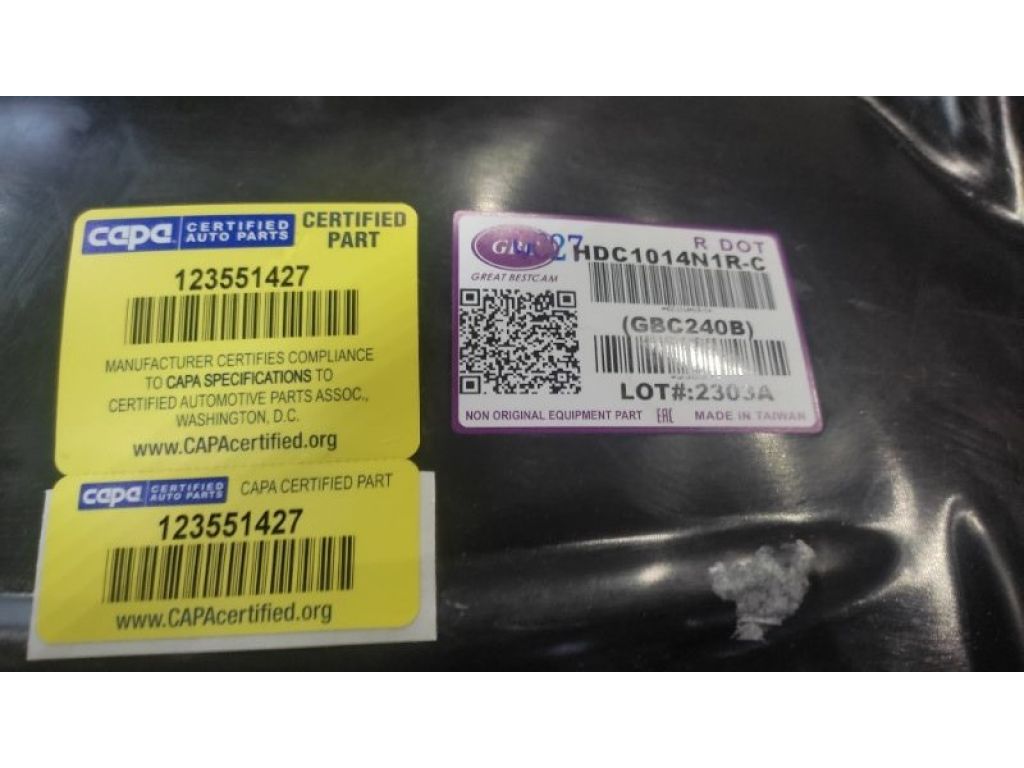 capa CERTIFIED AUTO PARTS
CERTIFIED PART
123551427
MANUFACTURER CERTIFIES COMPLIANCE
TO CAPA SPECIFICATIONS TO
CERTIFIED AUTOMOTIVE PARTS ASSOC.,
WASHINGTON, D.C.
www.CAPAcertified.org
capa CERTIFIED AUTO PARTS
CAPA CERTIFIED PART
123551427
www.CAPAcertified.org
R DOT
27
HDC1014N1R-C
GREAT BESTCAM
(GBC240B)
LOT#:2303A
NON ORIGINAL EQUIPMENT PART EAC MADE IN TAIWAN